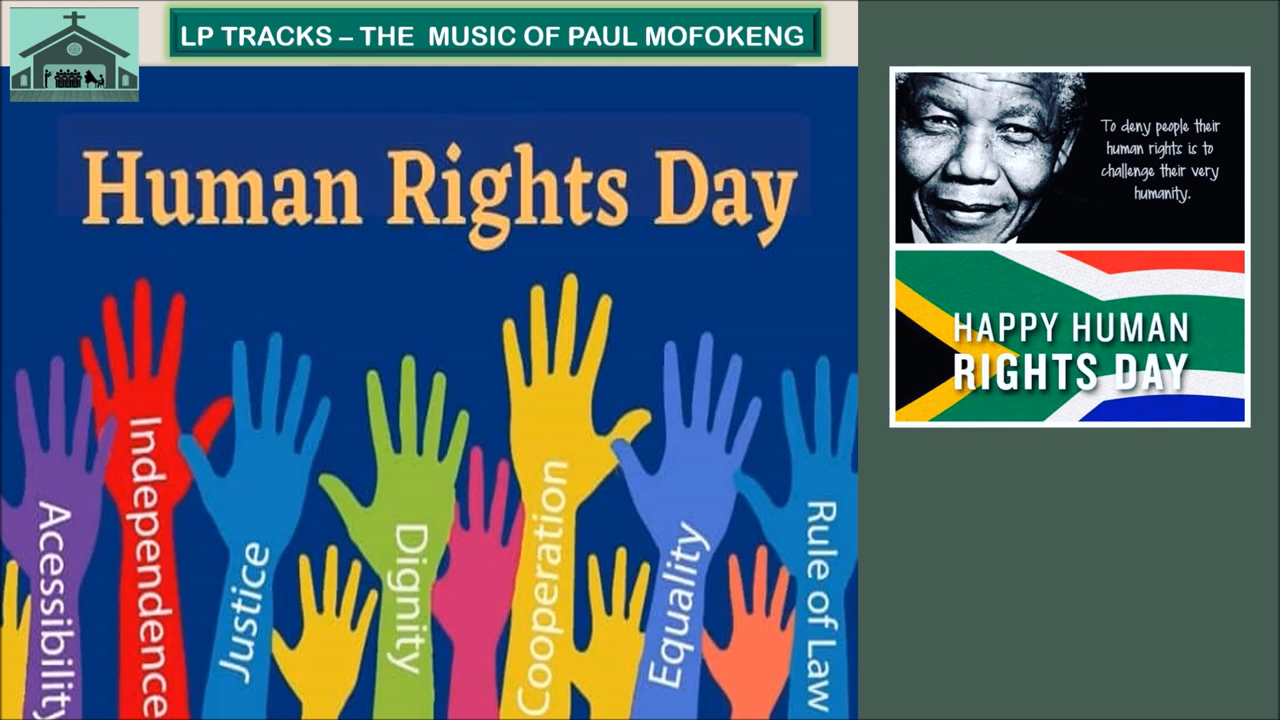 LP TRACKS – THE MUSIC OF PAUL MOFOKENG
Human Rights Day
Acessibility
Independence
Justice
Dignity
Cooperation
Equality
Rule of Law
To deny people their
human rights is to
challenge their very
humanity.
HAPPY HUMAN
RIGHTS DAY